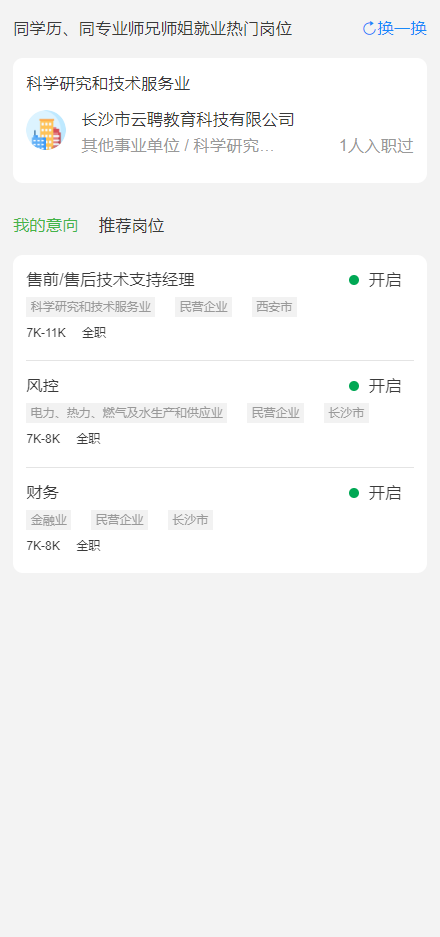 同学历、同专业师兄师姐就业热门岗位 换一换
科学研究和技术服务业
长沙市云聘教育科技有限公司
其他事业单位 / 科学研究... 1人入职过
我的意向 推荐岗位
售前/售后技术支持经理 开启
科学研究和技术服务业 民营企业 西安市
7K-11K 全职
风控 开启
电力、热力、燃气及水生产和供应业 民营企业 长沙市
7K-8K 全职
财务 开启
金融业 民营企业 长沙市
7K-8K 全职